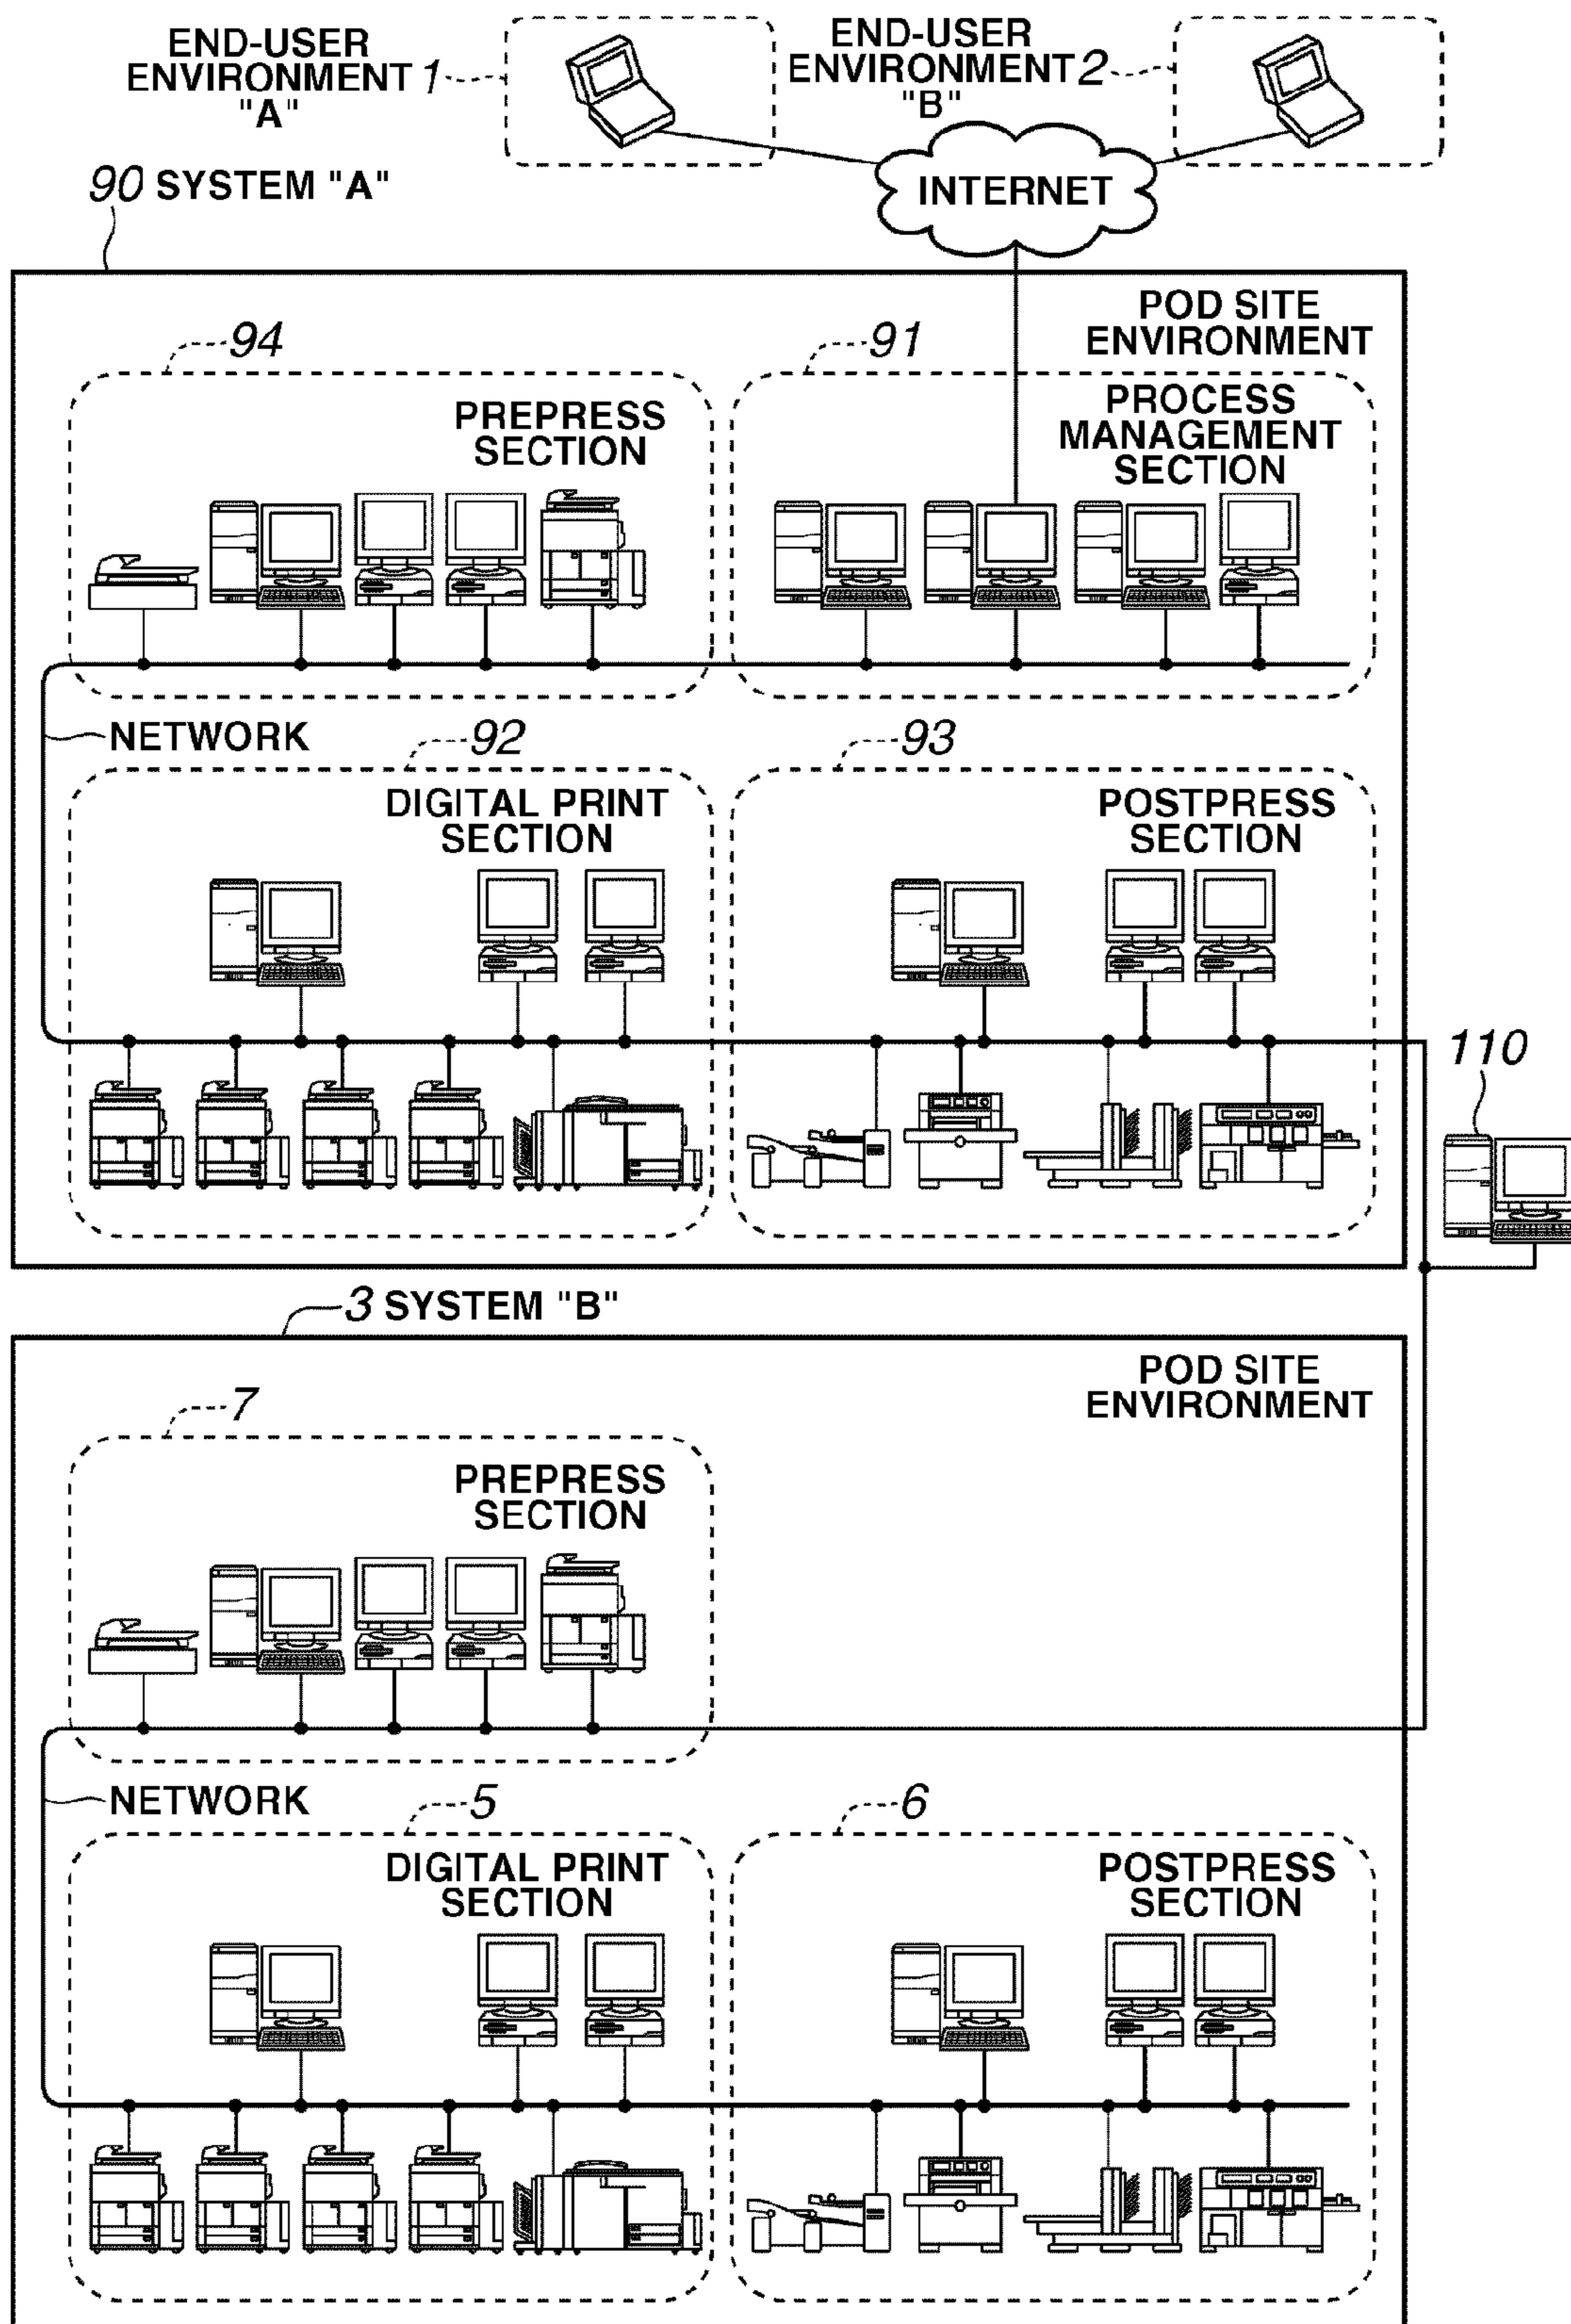 END-USER
ENVIRONMENT 1
"A"
END-USER
ENVIRONMENT 2
"B"
INTERNET
90 SYSTEM "A"
POD SITE
ENVIRONMENT
94
PREPRESS
SECTION
91
PROCESS
MANAGEMENT
SECTION
NETWORK
92
DIGITAL PRINT
SECTION
93
POSTPRESS
SECTION
110
3 SYSTEM "B"
POD SITE
ENVIRONMENT
7
PREPRESS
SECTION
NETWORK
5
DIGITAL PRINT
SECTION
6
POSTPRESS
SECTION